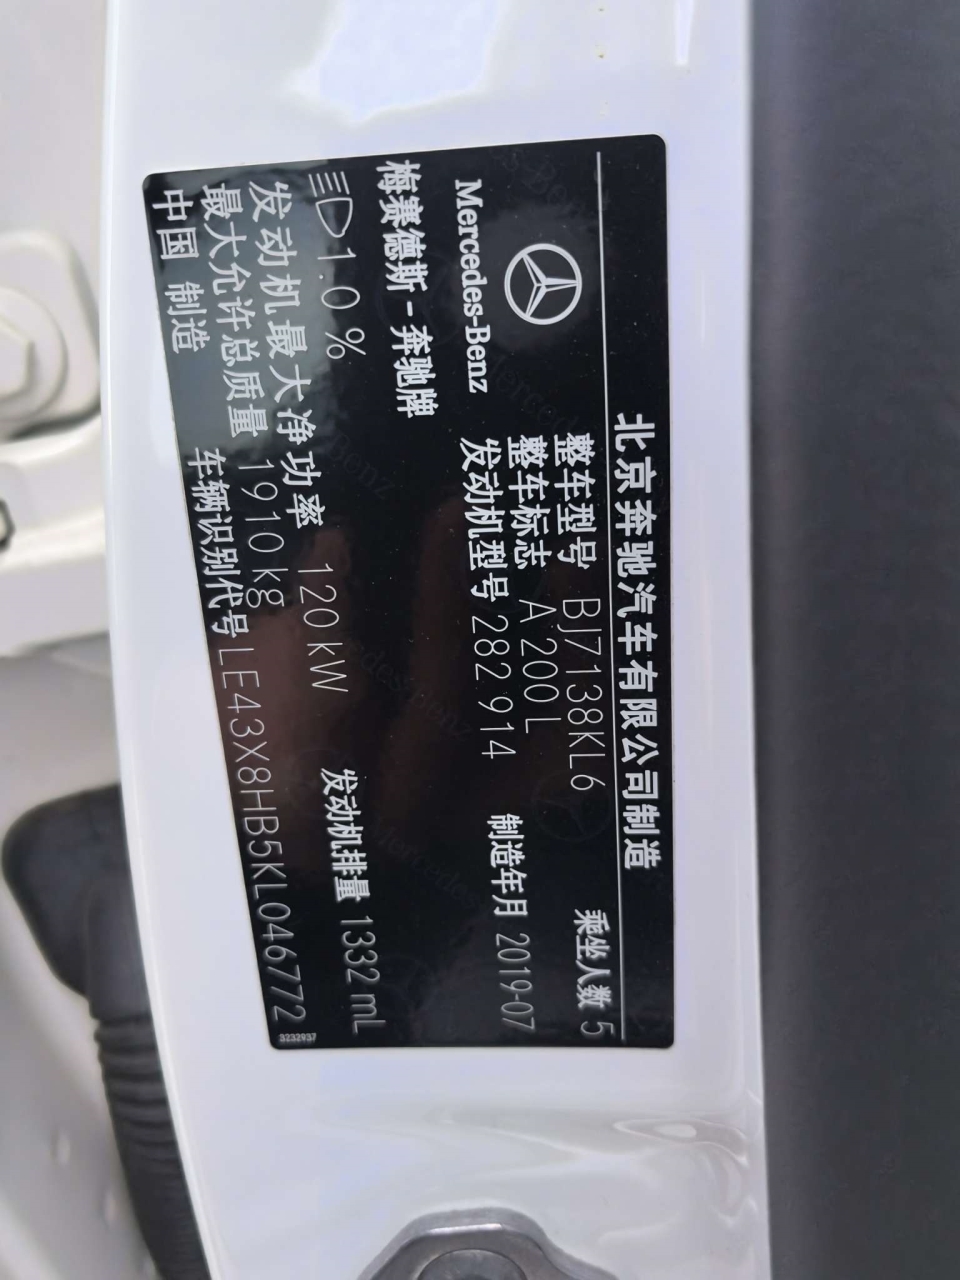 北京奔驰汽车有限公司制造
Mercedes-Benz
整车型号 BJ7138KL6 乘坐人数 5
整车标志 A 200 L
发动机型号 282 914 制造年月 2019-07
梅赛德斯-奔驰牌
1.0%
发动机最大净功率 120 kW 发动机排量 1332 mL
最大允许总质量 1910 kg
中国 制造 车辆识别代号 LE43X8HB5KL046772
3232937